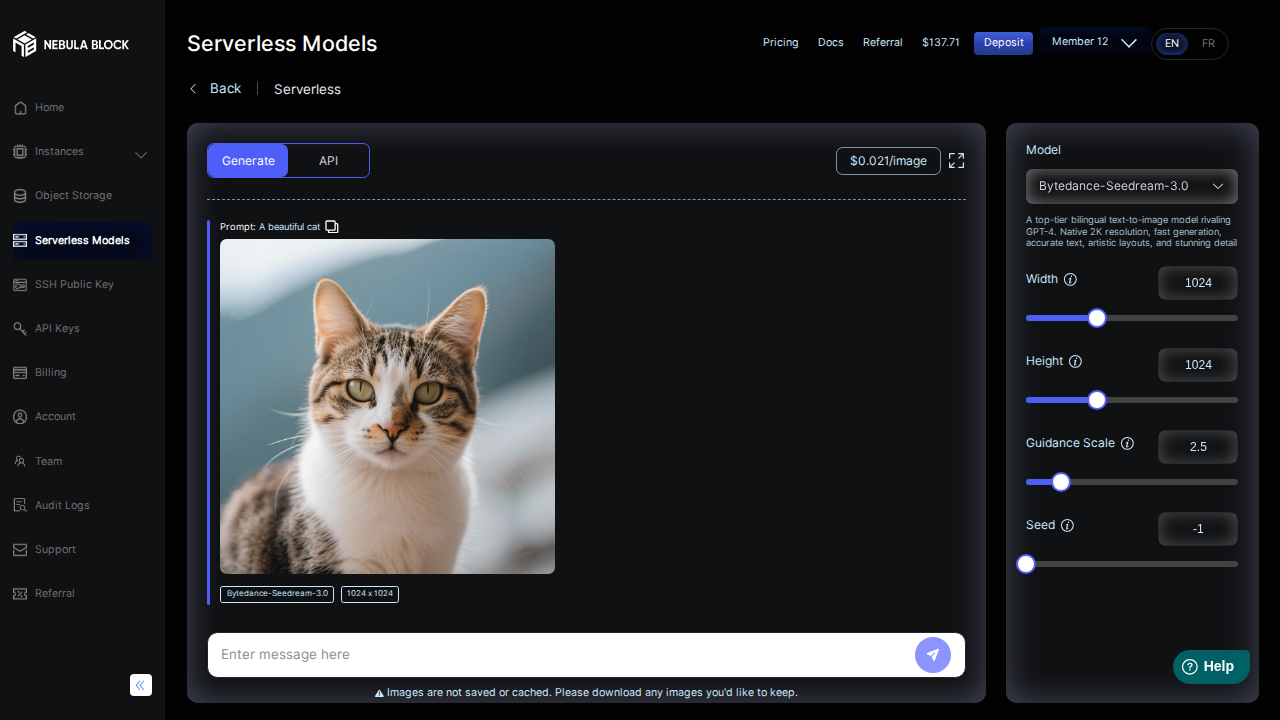 NEBULA BLOCK
Home
Instances
Object Storage
Serverless Models
SSH Public Key
API Keys
Billing
Account
Team
Audit Logs
Support
Referral
Serverless Models
Pricing
Docs
Referral
$137.71
Deposit
Member 12
EN
FR
Back
Serverless
Generate
API
$0.021/image
Prompt: A beautiful cat
Bytedance-Seedream-3.0
1024 x 1024
Enter message here
Images are not saved or cached. Please download any images you'd like to keep.
Model
Bytedance-Seedream-3.0
A top-tier bilingual text-to-image model rivaling
GPT-4. Native 2K resolution, fast generation,
accurate text, artistic layouts, and stunning detail
Width
1024
Height
1024
Guidance Scale
2.5
Seed
-1
Help